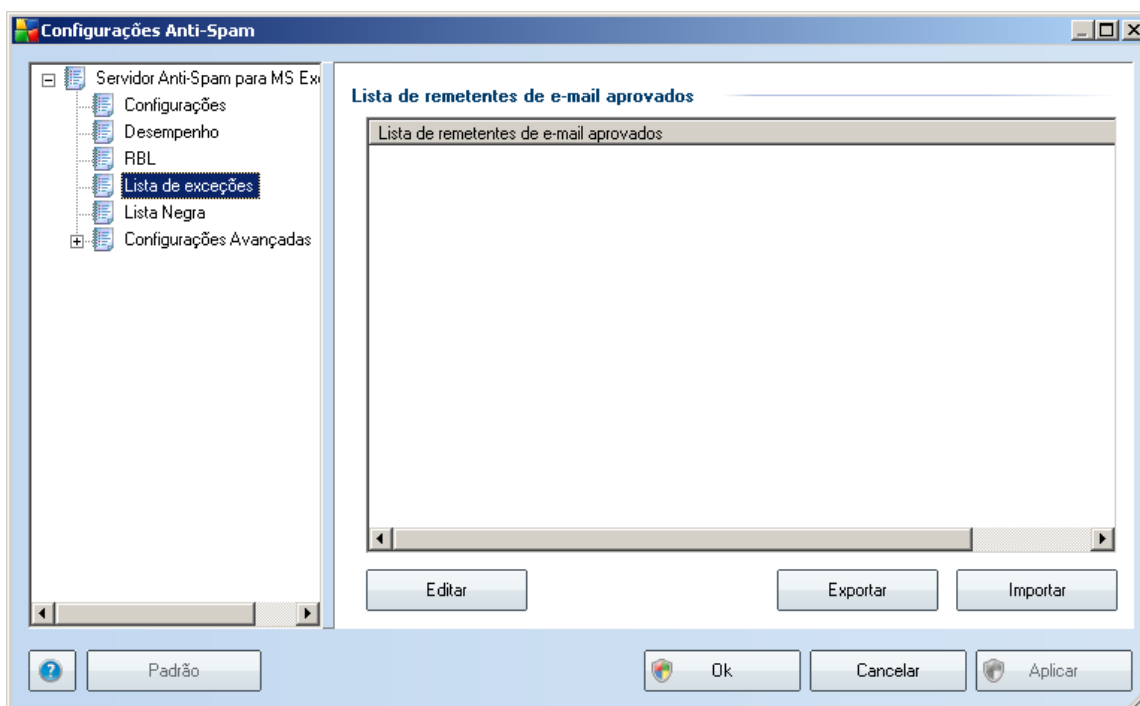 Configurações Anti-Spam
Servidor Anti-Spam para MS Ex
Configurações
Desempenho
RBL
Lista de exceções
Lista Negra
Configurações Avançadas
Lista de remetentes de e-mail aprovados
Lista de remetentes de e-mail aprovados
Editar
Exportar
Importar
Padrão
Ok
Cancelar
Aplicar